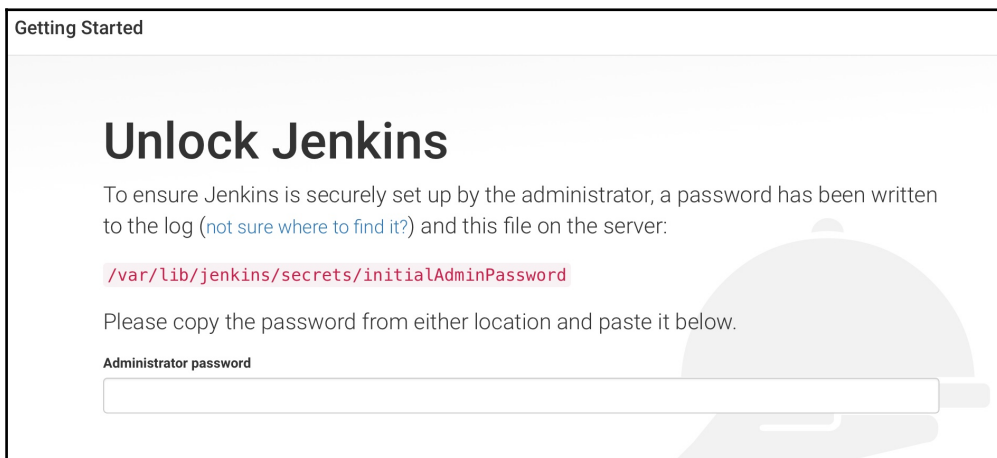 Getting Started
Unlock Jenkins
To ensure Jenkins is securely set up by the administrator, a password has been written
to the log (not sure where to find it?) and this file on the server:
/var/lib/jenkins/secrets/initialAdminPassword
Please copy the password from either location and paste it below.
Administrator password